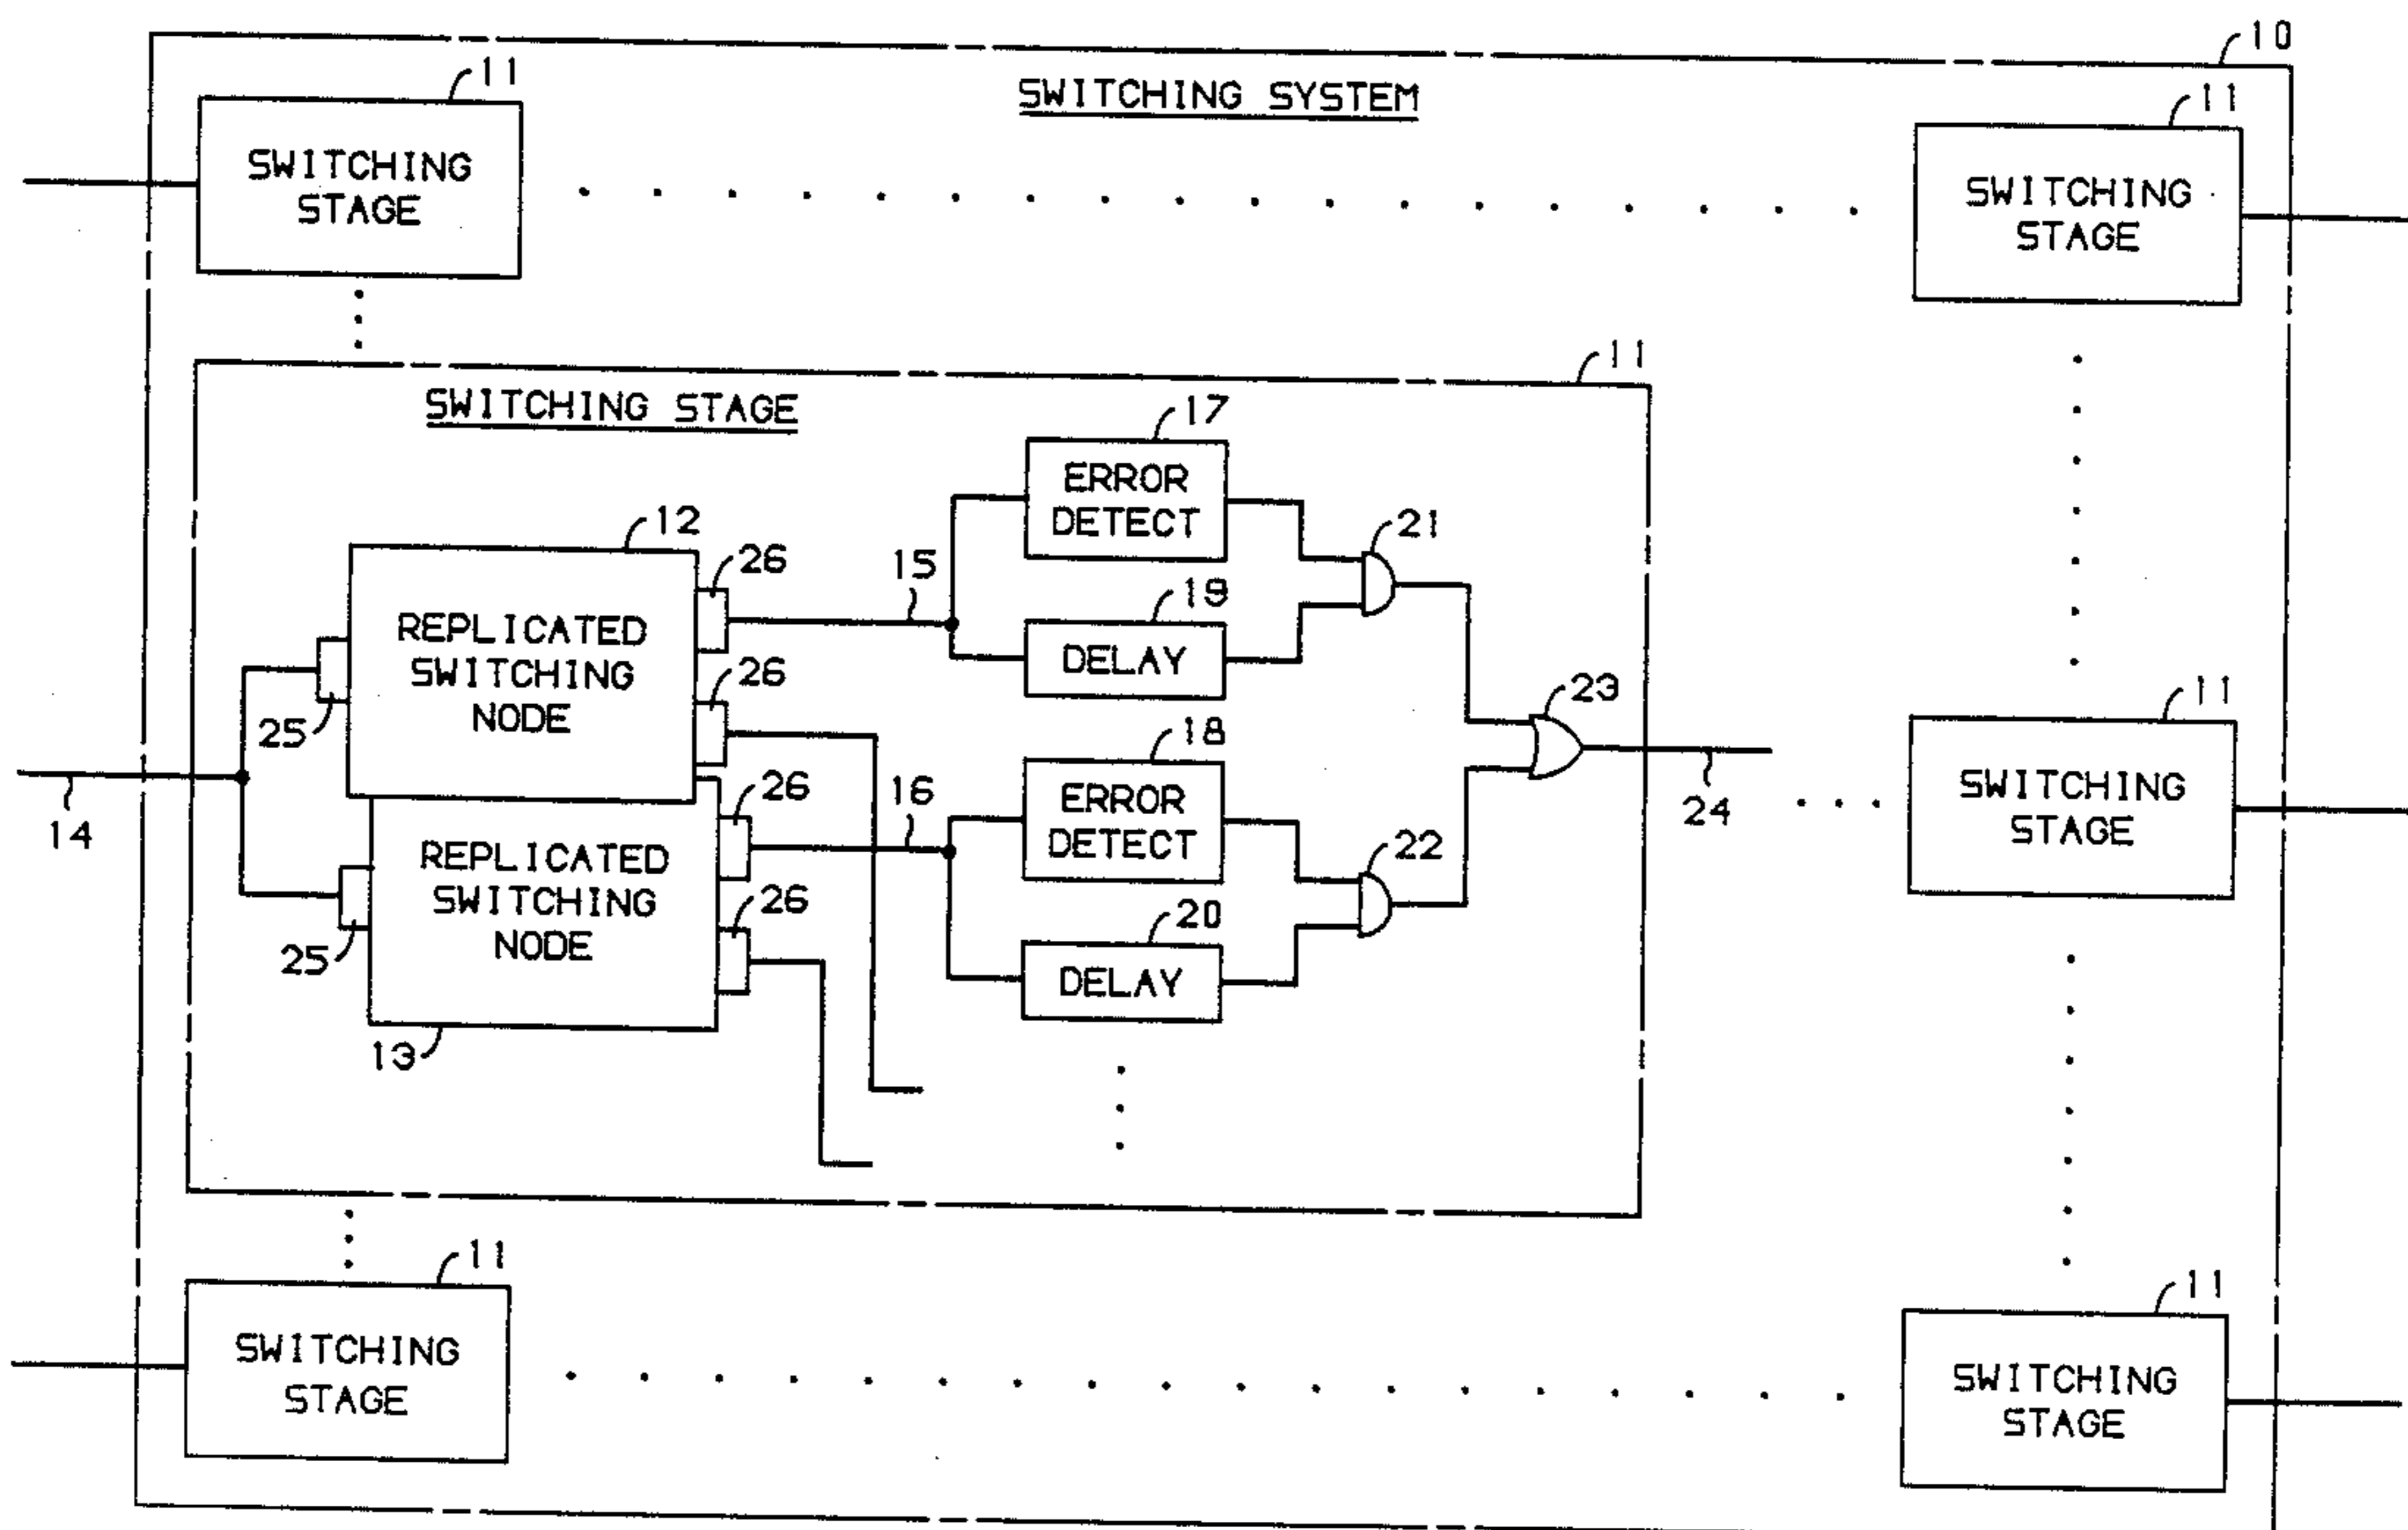 10
SWITCHING SYSTEM
11
SWITCHING
STAGE
11
SWITCHING
STAGE
11
SWITCHING STAGE
17
ERROR
DETECT
12
26
15
21
REPLICATED
SWITCHING
NODE
19
DELAY
26
25
23
18
ERROR
DETECT
11
SWITCHING
STAGE
14
26
16
24
REPLICATED
SWITCHING
NODE
22
26
20
DELAY
25
13
11
SWITCHING
STAGE
11
SWITCHING
STAGE